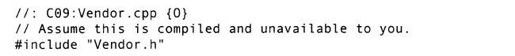 //: C09:Vendor.cpp {O}
// Assume this is compiled and unavailable to you.
#include "Vendor.h"